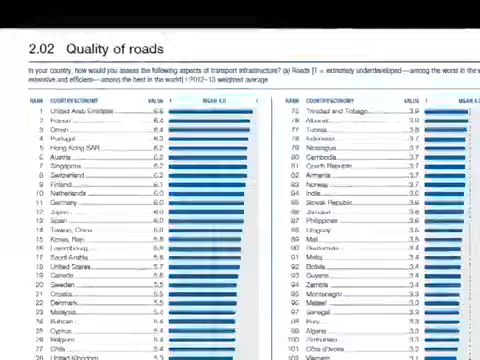 2.02 Quality of roads
In your country, how would you assess the following aspects of transport infrastructure? (a) Roads [1 = extremely underdeveloped—among the worst in the
extensive and efficient—among the best in the world] | 2012–13 weighted average
RANK COUNTRY/ECONOMY VALUE 1 MEAN 4.0 7
1 United Arab Emirates 6.6
2 France 6.4
3 Oman 6.4
4 Portugal 6.3
5 Hong Kong SAR 6.2
6 Austria 6.2
7 Singapore 6.2
8 Switzerland 6.2
9 Finland 6.1
10 Netherlands 6.0
11 Germany 6.0
12 Japan 6.0
13 Spain 6.0
14 Taiwan, China 5.8
15 Korea, Rep. 5.8
16 Luxembourg 5.8
17 Saudi Arabia 5.8
18 United States 5.7
19 Canada 5.6
20 Sweden 5.5
21 Croatia 5.5
22 Denmark 5.5
23 Malaysia 5.4
24 Bahrain 5.4
25 Cyprus 5.4
26 Belgium 5.4
27 Chile 5.4
28 United Kingdom 5.3
RANK COUNTRY/ECONOMY VALUE 1 MEAN 4.0
75 Trinidad and Tobago 3.9
76 Albania 3.8
77 Tunisia 3.8
78 Indonesia 3.7
79 Nicaragua 3.7
80 Cambodia 3.7
81 Czech Republic 3.7
82 Armenia 3.7
83 Norway 3.7
84 India 3.6
85 Slovak Republic 3.6
86 Jamaica 3.6
87 Philippines 3.6
88 Uruguay 3.5
89 Mali 3.5
90 Guatemala 3.4
91 Malta 3.4
92 Bolivia 3.4
93 Guyana 3.4
94 Zambia 3.4
95 Montenegro 3.3
96 Malawi 3.3
97 Senegal 3.3
98 Peru 3.3
99 Algeria 3.3
100 Zimbabwe 3.3
101 Côte d'Ivoire 3.3
102 Vietnam 3.1